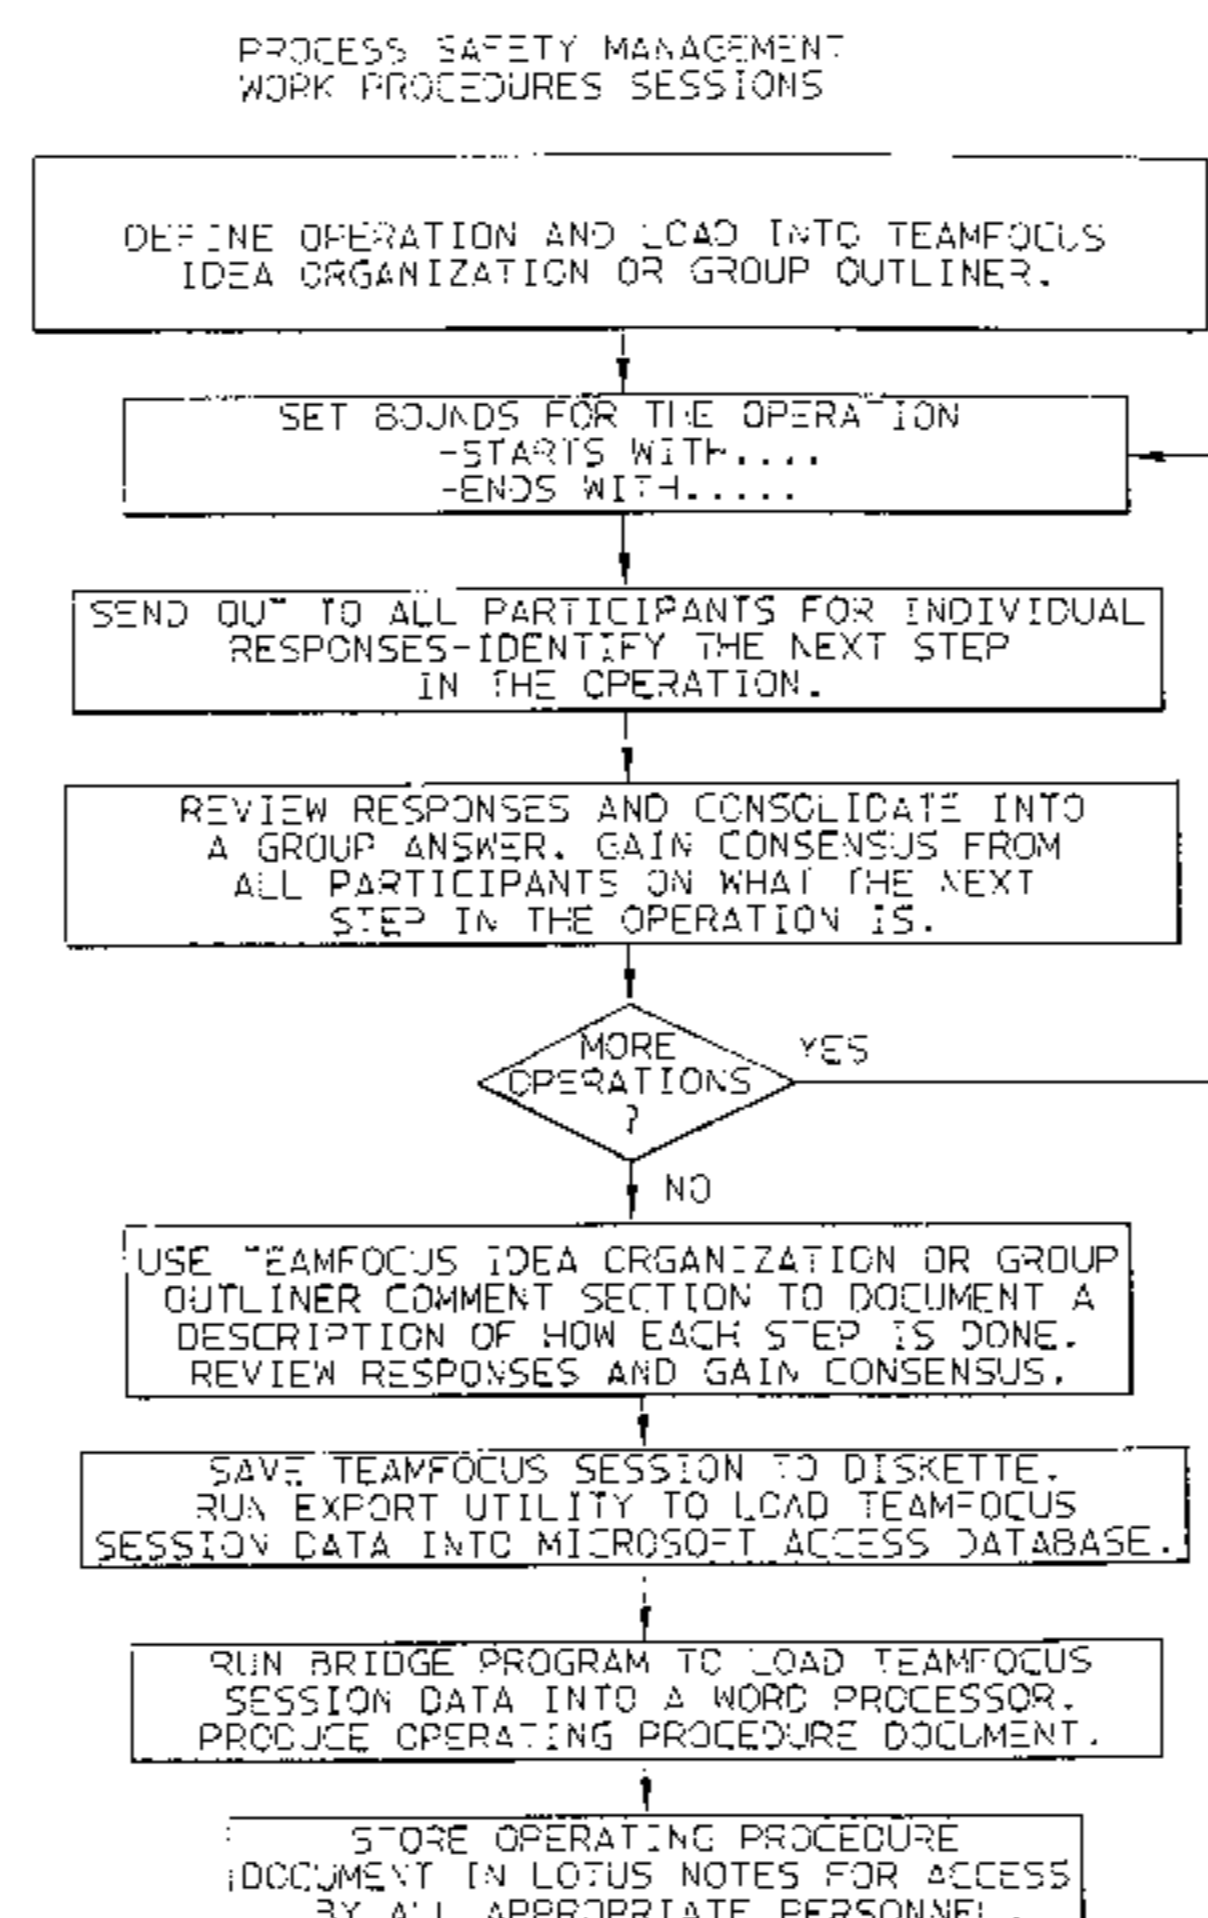 PROCESS SAFETY MANAGEMENT
WORK PROCEDURES SESSIONS
DEFINE OPERATION AND LOAD INTO TEAMFOCUS
IDEA ORGANIZATION OR GROUP OUTLINER.
SET BOUNDS FOR THE OPERATION
-STARTS WITH....
-ENDS WITH.....
SEND OUT TO ALL PARTICIPANTS FOR INDIVIDUAL
RESPONSES-IDENTIFY THE NEXT STEP
IN THE OPERATION.
REVIEW RESPONSES AND CONSOLIDATE INTO
A GROUP ANSWER. GAIN CONSENSUS FROM
ALL PARTICIPANTS ON WHAT THE NEXT
STEP IN THE OPERATION IS.
MORE
OPERATIONS
?
YES
NO
USE TEAMFOCUS IDEA ORGANIZATION OR GROUP
OUTLINER COMMENT SECTION TO DOCUMENT A
DESCRIPTION OF HOW EACH STEP IS DONE.
REVIEW RESPONSES AND GAIN CONSENSUS.
SAVE TEAMFOCUS SESSION TO DISKETTE.
RUN EXPORT UTILITY TO LOAD TEAMFOCUS
SESSION DATA INTO MICROSOFT ACCESS DATABASE.
RUN BRIDGE PROGRAM TO LOAD TEAMFOCUS
SESSION DATA INTO A WORD PROCESSOR.
PRODUCE OPERATING PROCEDURE DOCUMENT.
STORE OPERATING PROCEDURE
DOCUMENT IN LOTUS NOTES FOR ACCESS
BY ALL APPROPRIATE PERSONNEL.